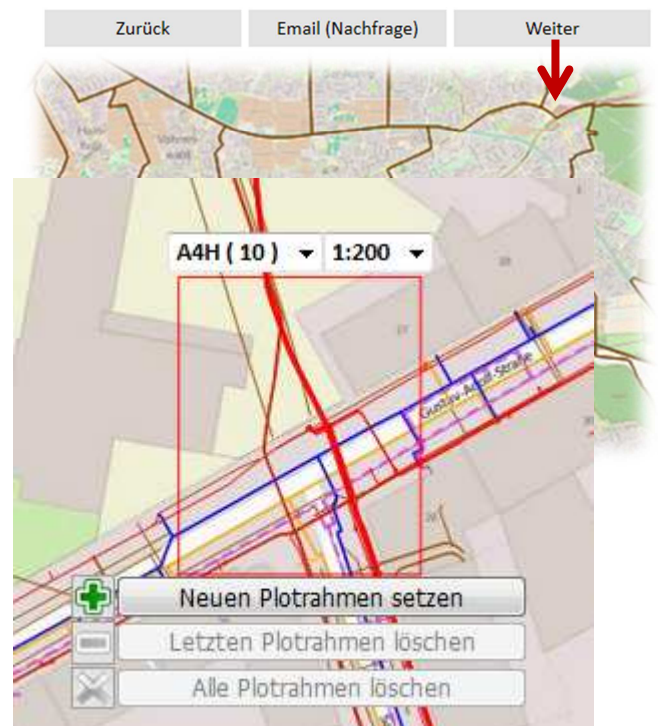 Zurück
Email (Nachfrage)
Weiter
A4H ( 10 )
1:200
Gustav-Adolf-Straße
Neuen Plotrahmen setzen
Letzten Plotrahmen löschen
Alle Plotrahmen löschen